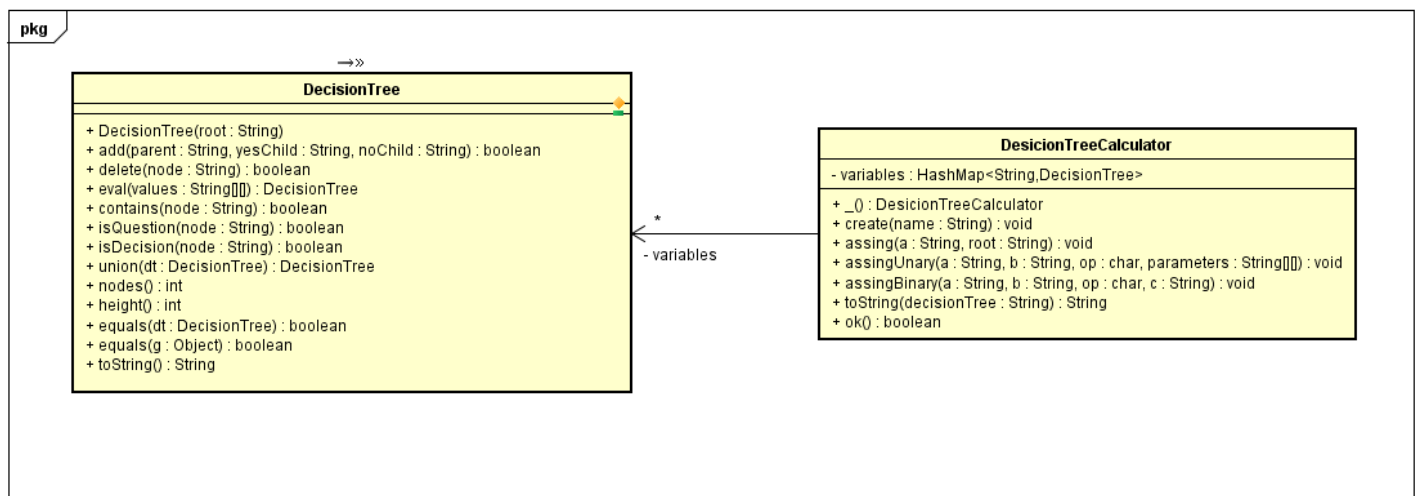 pkg
DecisionTree
+ DecisionTree(root : String)
+ add(parent : String, yesChild : String, noChild : String) : boolean
+ delete(node : String) : boolean
+ eval(values : String[][]) : DecisionTree
+ contains(node : String) : boolean
+ isQuestion(node : String) : boolean
+ isDecision(node : String) : boolean
+ union(dt : DecisionTree) : DecisionTree
+ nodes() : int
+ height() : int
+ equals(dt : DecisionTree) : boolean
+ equals(g : Object) : boolean
+ toString() : String
*
- variables
DesicionTreeCalculator
- variables : HashMap<String,DecisionTree>
+ _() : DesicionTreeCalculator
+ create(name : String) : void
+ assing(a : String, root : String) : void
+ assingUnary(a : String, b : String, op : char, parameters : String[][]) : void
+ assingBinary(a : String, b : String, op : char, c : String) : void
+ toString(decisionTree : String) : String
+ ok() : boolean